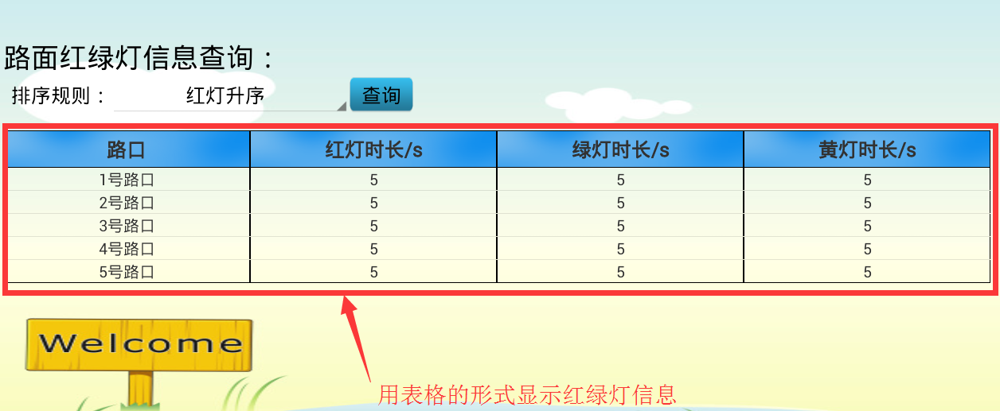 路面红绿灯信息查询：
排序规则： 红灯升序 查询
路口 红灯时长/s 绿灯时长/s 黄灯时长/s
1号路口 5 5 5
2号路口 5 5 5
3号路口 5 5 5
4号路口 5 5 5
5号路口 5 5 5
Welcome
用表格的形式显示红绿灯信息